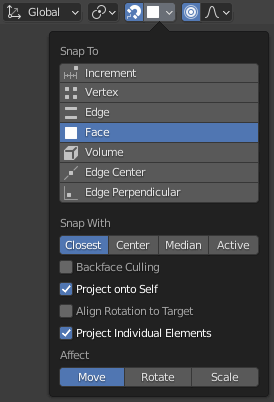 Global
Snap To
Increment
Vertex
Edge
Face
Volume
Edge Center
Edge Perpendicular
Snap With
Closest Center Median Active
Backface Culling
Project onto Self
Align Rotation to Target
Project Individual Elements
Affect
Move Rotate Scale